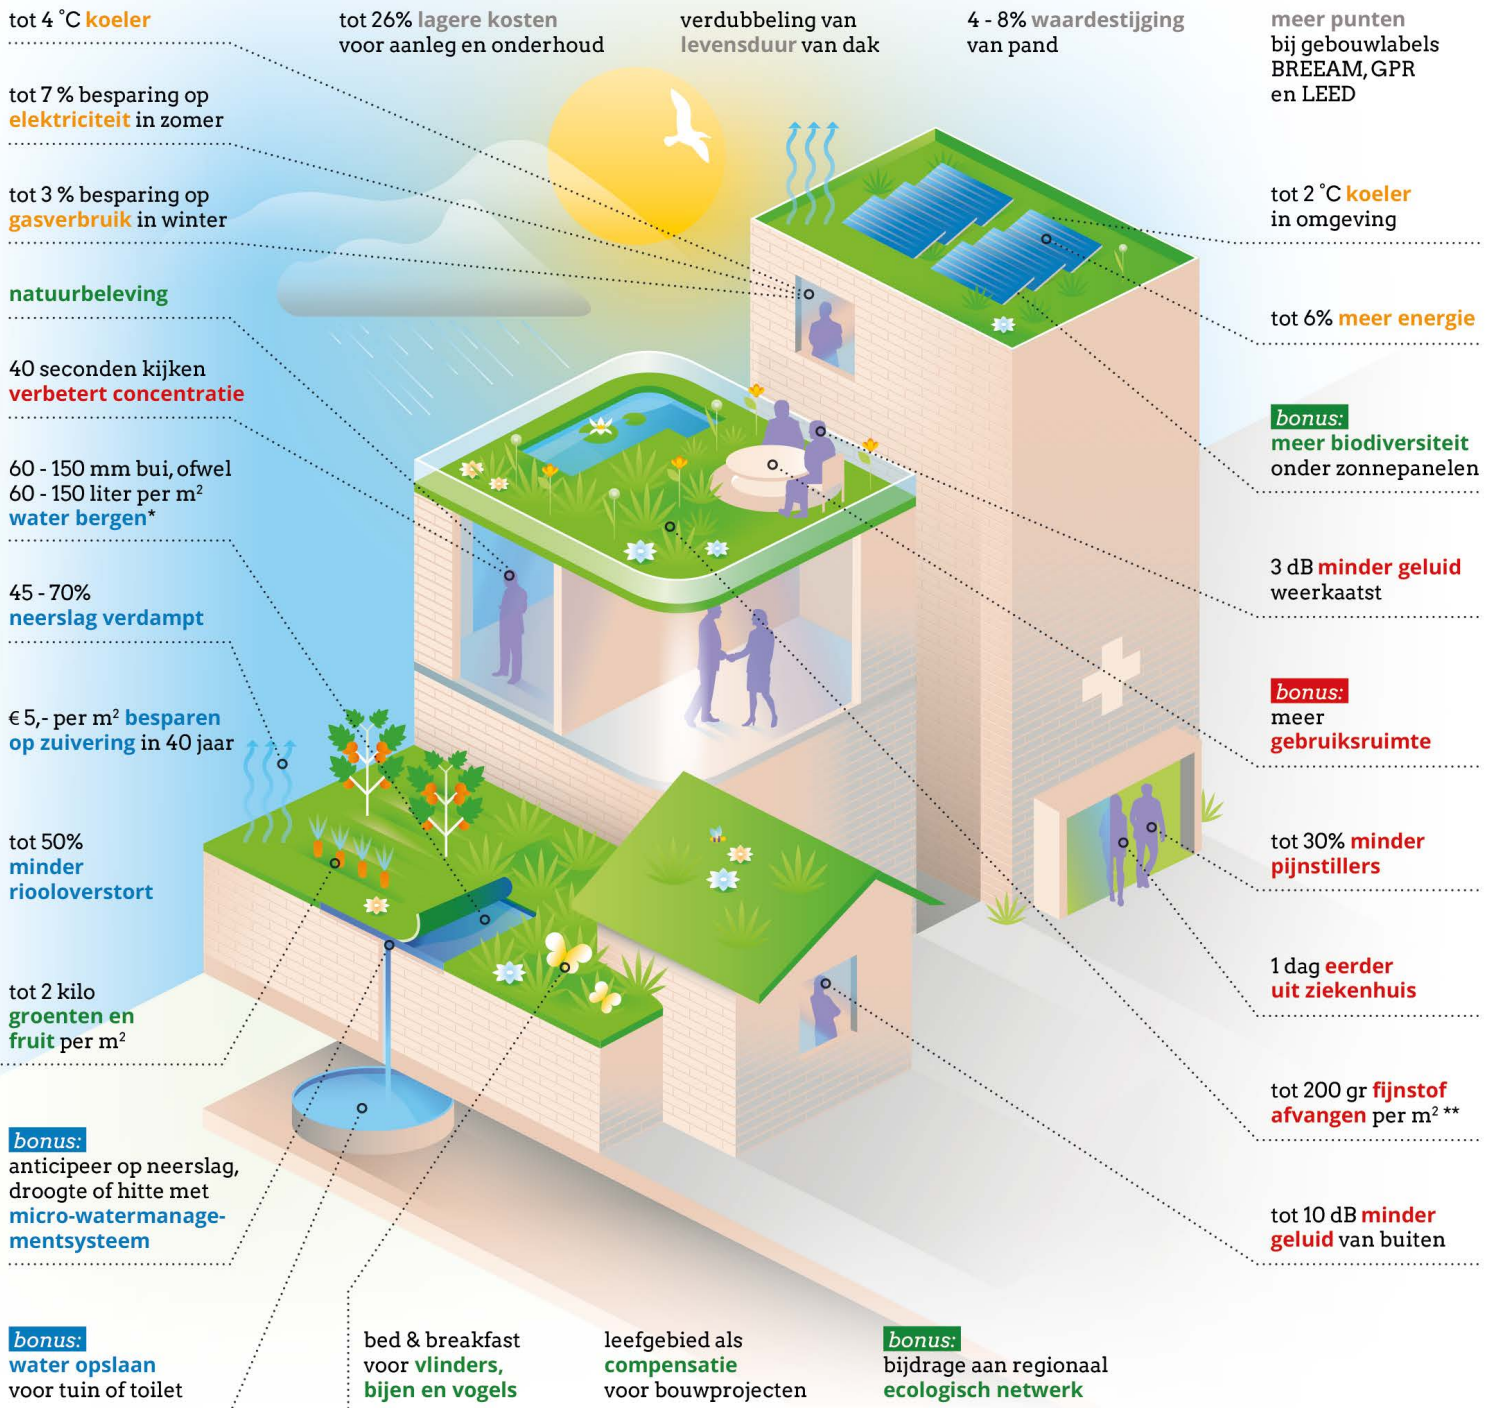 tot 4 °C koeler
tot 26% lagere kosten
voor aanleg en onderhoud
verdubbeling van
levensduur van dak
4 - 8% waardestijging
van pand
meer punten
bij gebouwlabels
BREEAM, GPR
en LEED
tot 7 % besparing op
elektriciteit in zomer
tot 3 % besparing op
gasverbruik in winter
natuurbeleving
40 seconden kijken
verbetert concentratie
60 - 150 mm bui, ofwel
60 - 150 liter per m²
water bergen*
45 - 70%
neerslag verdampt
€ 5,- per m² besparen
op zuivering in 40 jaar
tot 50%
minder
riooloverstort
tot 2 kilo
groenten en
fruit per m²
bonus:
anticipeer op neerslag,
droogte of hitte met
micro-watermanage-
mentsysteem
bonus:
water opslaan
voor tuin of toilet
tot 2 °C koeler
in omgeving
tot 6% meer energie
bonus:
meer biodiversiteit
onder zonnepanelen
3 dB minder geluid
weerkaatst
bonus:
meer
gebruiksruimte
tot 30% minder
pijnstillers
1 dag eerder
uit ziekenhuis
tot 200 gr fijnstof
afvangen per m² **
tot 10 dB minder
geluid van buiten
bed & breakfast
voor vlinders,
bijen en vogels
leefgebied als
compensatie
voor bouwprojecten
bonus:
bijdrage aan regionaal
ecologisch netwerk